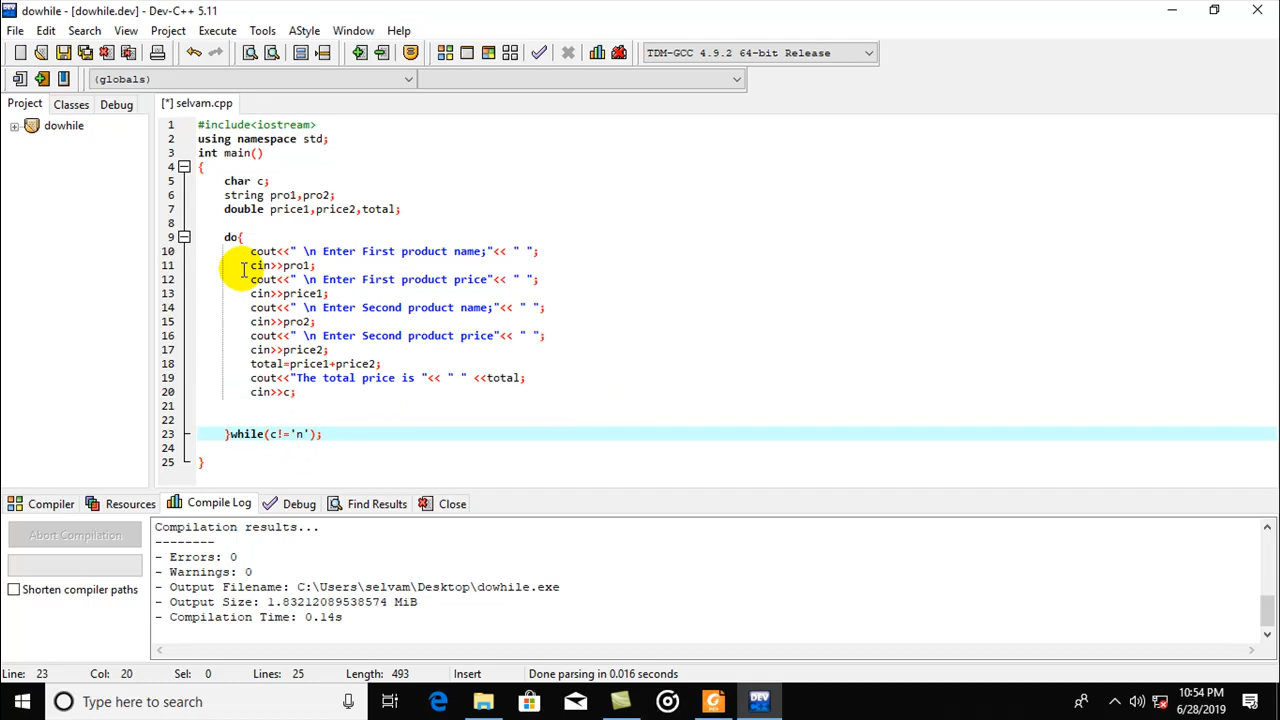 dowhile - [dowhile.dev] - Dev-C++ 5.11
File Edit Search View Project Execute Tools AStyle Window Help
TDM-GCC 4.9.2 64-bit Release
(globals)
Project Classes Debug [*] selvam.cpp
dowhile
1 #include<iostream>
2 using namespace std;
3 int main()
4 {
5 char c;
6 string pro1,pro2;
7 double price1,price2,total;
8
9 do{
10 cout<<" \n Enter First product name;"<< " ";
11 cin>>pro1;
12 cout<<" \n Enter First product price"<< " ";
13 cin>>price1;
14 cout<<" \n Enter Second product name;"<< " ";
15 cin>>pro2;
16 cout<<" \n Enter Second product price"<< " ";
17 cin>>price2;
18 total=price1+price2;
19 cout<<"The total price is "<< " " <<total;
20 cin>>c;
21
22
23 }while(c!='n');
24
25 }
Compiler Resources Compile Log Debug Find Results Close
Abort Compilation
Shorten compiler paths
Compilation results...
--------
- Errors: 0
- Warnings: 0
- Output Filename: C:\Users\selvam\Desktop\dowhile.exe
- Output Size: 1.83212089538574 MiB
- Compilation Time: 0.14s
Line: 23 Col: 20 Sel: 0 Lines: 25 Length: 493 Insert Done parsing in 0.016 seconds
Type here to search
DEV
10:54 PM
6/28/2019